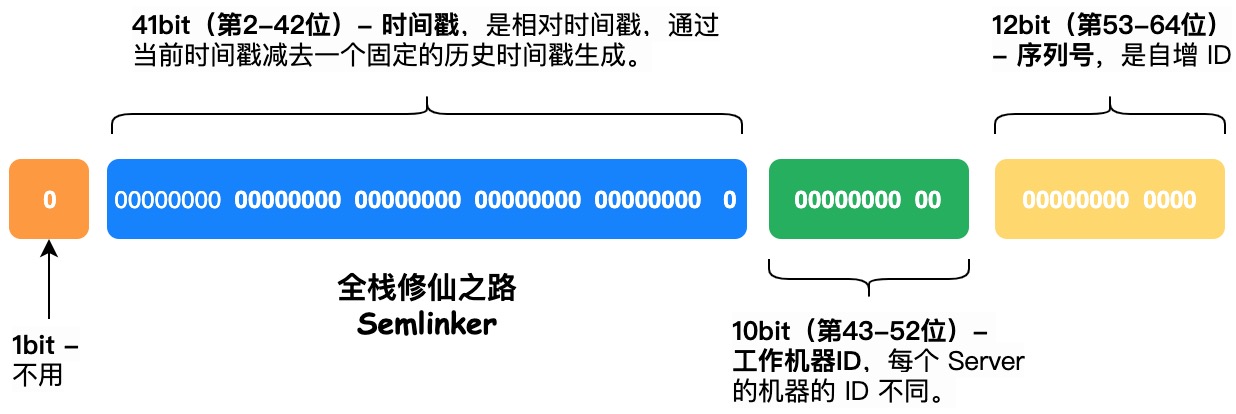 41bit（第2-42位）- 时间戳，是相对时间戳，通过
当前时间戳减去一个固定的历史时间戳生成。
12bit（第53-64位）
- 序列号，是自增 ID
0
00000000 00000000 00000000 00000000 00000000 0
00000000 00
00000000 0000
全栈修仙之路
Semlinker
1bit -
不用
10bit（第43-52位）-
工作机器ID，每个 Server
的机器的 ID 不同。